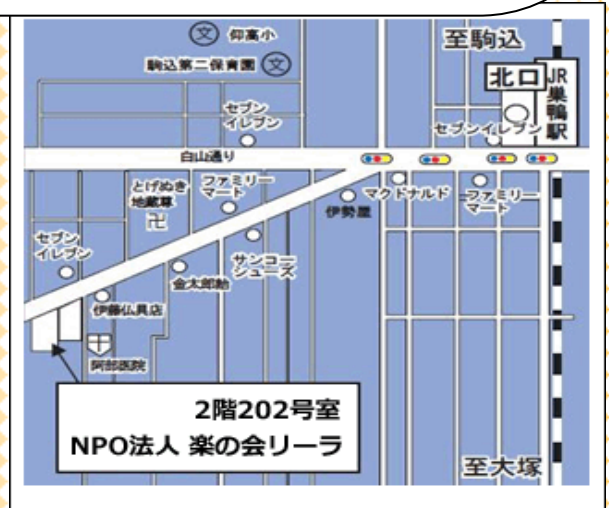 文 仰高小
至駒込
駒込第二保育園 文
北口
JR巣鴨駅
セブン
イレブン
セブンイレブン
白山通り
とげぬき
地蔵尊
卍
ファミリー
マート
伊勢屋
マクドナルド
ファミリー
マート
セブン
イレブン
サンコー
シューズ
金太郎飴
伊藤仏具店
阿部医院
2階202号室
NPO法人 楽の会リーラ
至大塚